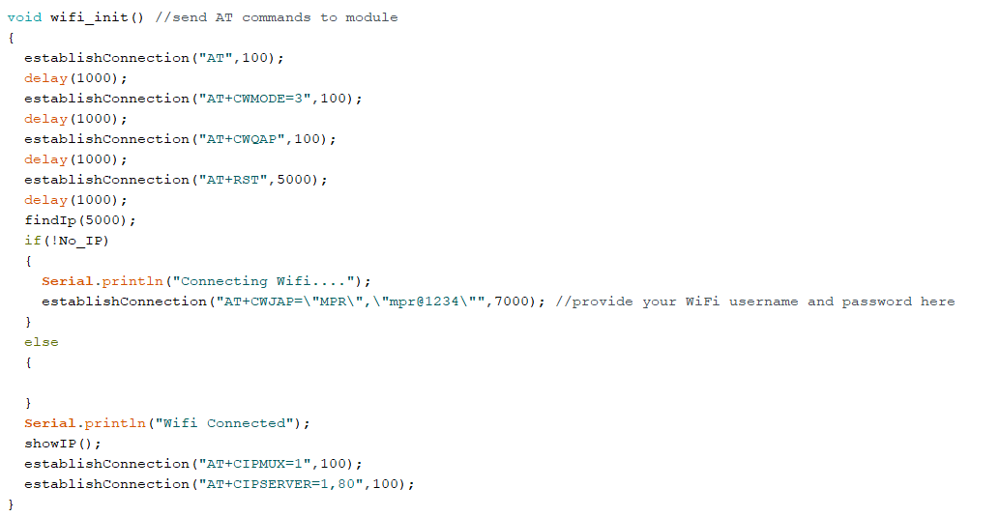 void wifi_init() //send AT commands to module
{
  establishConnection("AT",100);
  delay(1000);
  establishConnection("AT+CWMODE=3",100);
  delay(1000);
  establishConnection("AT+CWQAP",100);
  delay(1000);
  establishConnection("AT+RST",5000);
  delay(1000);
  findIp(5000);
  if(!No_IP)
  {
    Serial.println("Connecting Wifi....");
    establishConnection("AT+CWJAP=\"MPR\",\"mpr@1234\"",7000); //provide your WiFi username and password here
  }
  else
  {
  }
  Serial.println("Wifi Connected");
  showIP();
  establishConnection("AT+CIPMUX=1",100);
  establishConnection("AT+CIPSERVER=1,80",100);
}